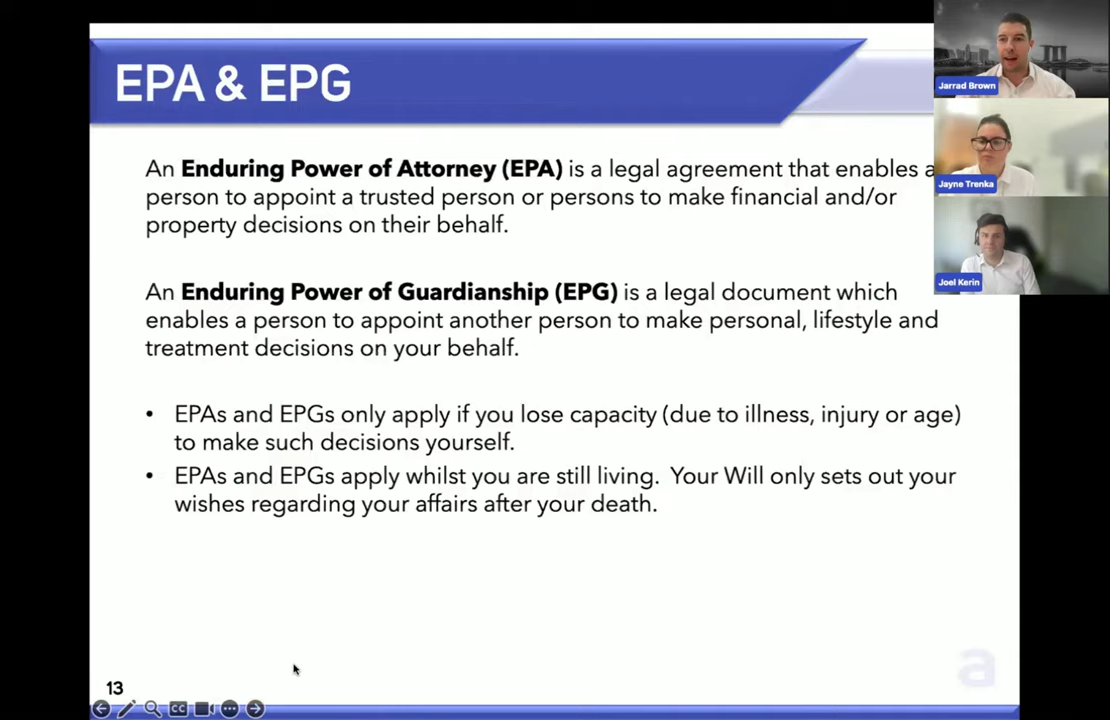 EPA & EPG
An Enduring Power of Attorney (EPA) is a legal agreement that enables a
person to appoint a trusted person or persons to make financial and/or
property decisions on their behalf.
An Enduring Power of Guardianship (EPG) is a legal document which
enables a person to appoint another person to make personal, lifestyle and
treatment decisions on your behalf.
• EPAs and EPGs only apply if you lose capacity (due to illness, injury or age)
to make such decisions yourself.
• EPAs and EPGs apply whilst you are still living.  Your Will only sets out your
wishes regarding your affairs after your death.
13
CC
a
Jarrad Brown
Jayne Trenka
Joel Kerin